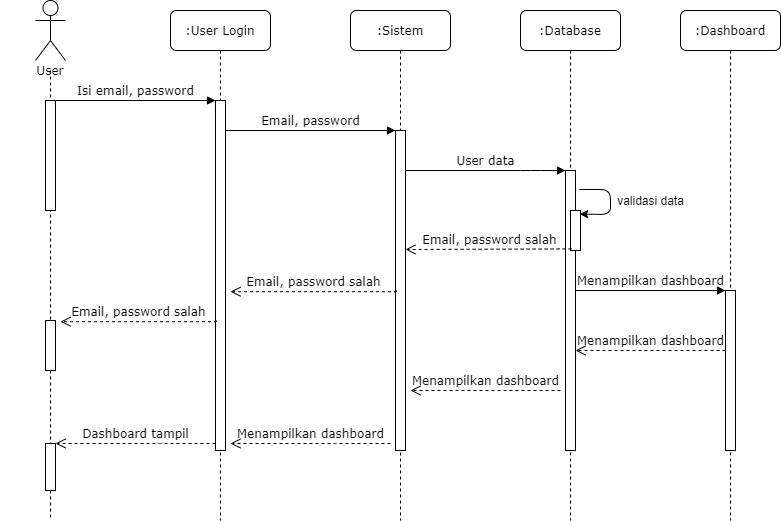 :User Login
:Sistem
:Database
:Dashboard
User
Isi email, password
Email, password
User data
validasi data
Email, password salah
Email, password salah
Menampilkan dashboard
Email, password salah
Menampilkan dashboard
Menampilkan dashboard
Dashboard tampil
Menampilkan dashboard